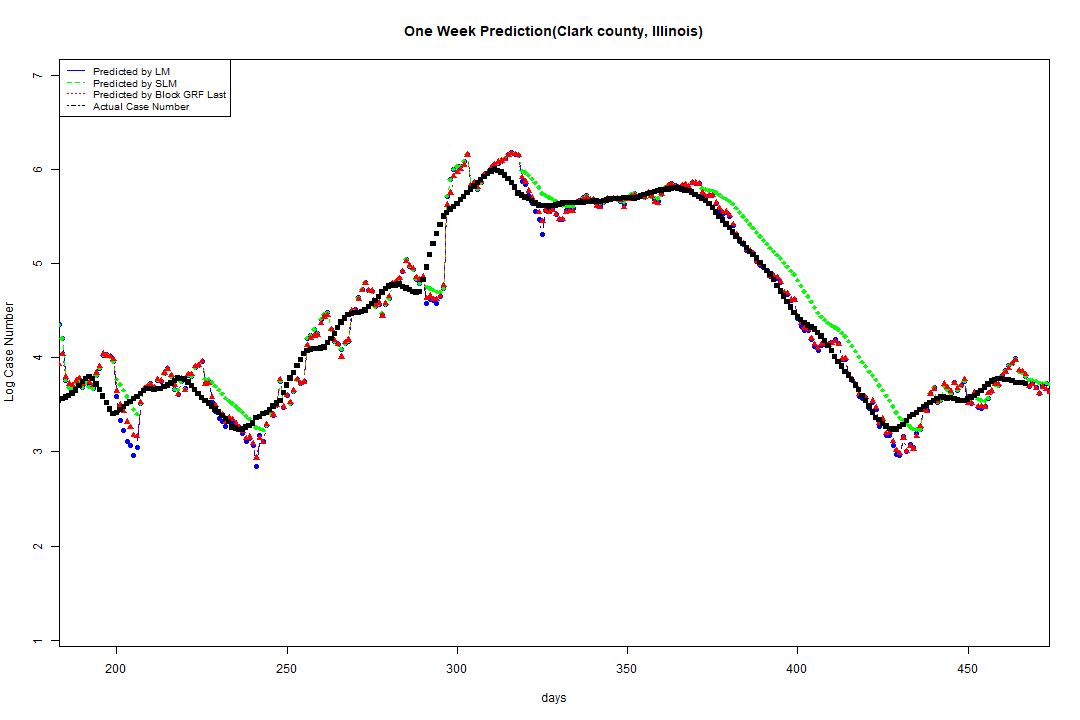 One Week Prediction(Clark county, Illinois)
Predicted by LM
Predicted by SLM
Predicted by Block GRF Last
Actual Case Number
7
6
5
4
3
2
1
Log Case Number
200 250 300 350 400 450
days